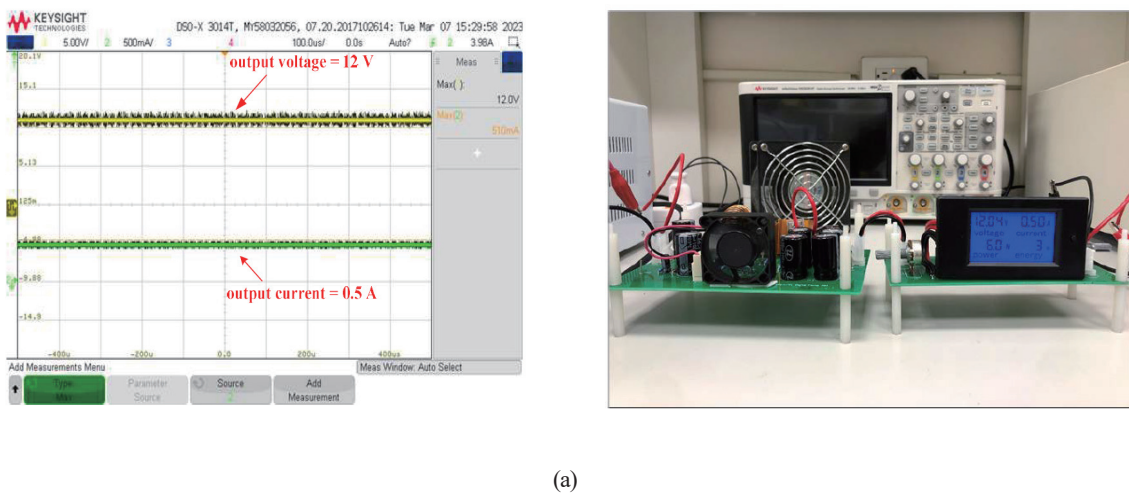 KEYSIGHT
TECHNOLOGIES
DSO-X 3014T, MY58032056, 07.20.2017102614: Tue Mar 07 15:29:58 2023
5.00V/ 2 500mA/ 3 4 100.0us/ 0.0s Auto? 2 3.98A
20.1V
output voltage = 12 V
15.1
5.13
125m
-4.88
-9.88
output current = 0.5 A
-14.9
-400u -200u 0.0 200u 400us
Meas
Max( ):
12.0V
Max(2):
510mA
Add Measurements Menu
Meas Window: Auto Select
Type:
Max
Parameter
Source
Source
2
Add
Measurement
KEYSIGHT
12.04 0.50
voltage current
6.0 3
power energy
(a)